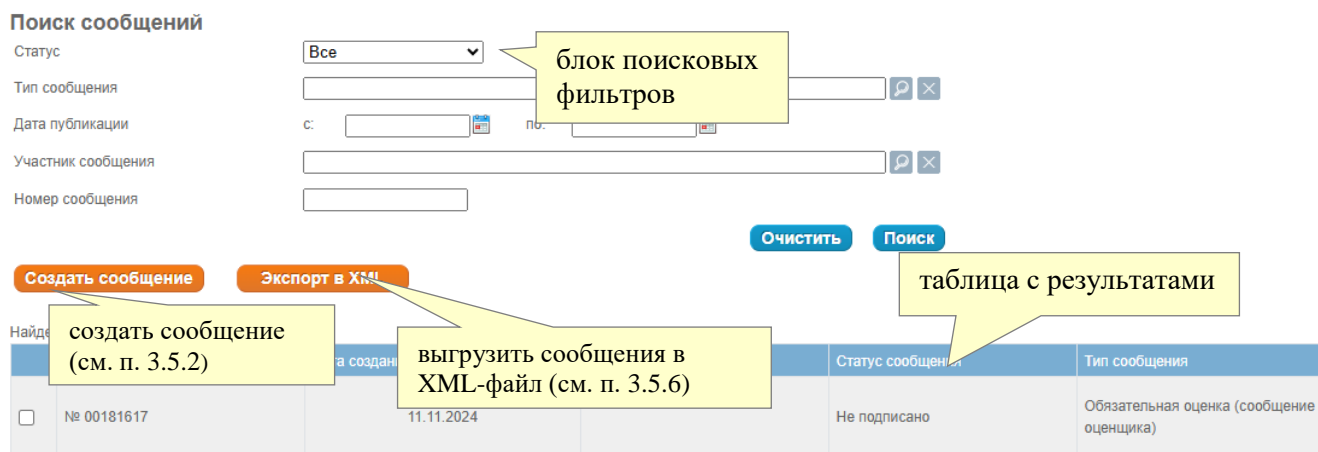 Поиск сообщений
Статус
Все
блок поисковых
фильтров
Тип сообщения
Дата публикации
с:
по:
Участник сообщения
Номер сообщения
Очистить
Поиск
Создать сообщение
Экспорт в XML
таблица с результатами
создать сообщение
(см. п. 3.5.2)
выгрузить сообщения в
XML-файл (см. п. 3.5.6)
Статус сообщения
Тип сообщения
№ 00181617
11.11.2024
Не подписано
Обязательная оценка (сообщение
оценщика)